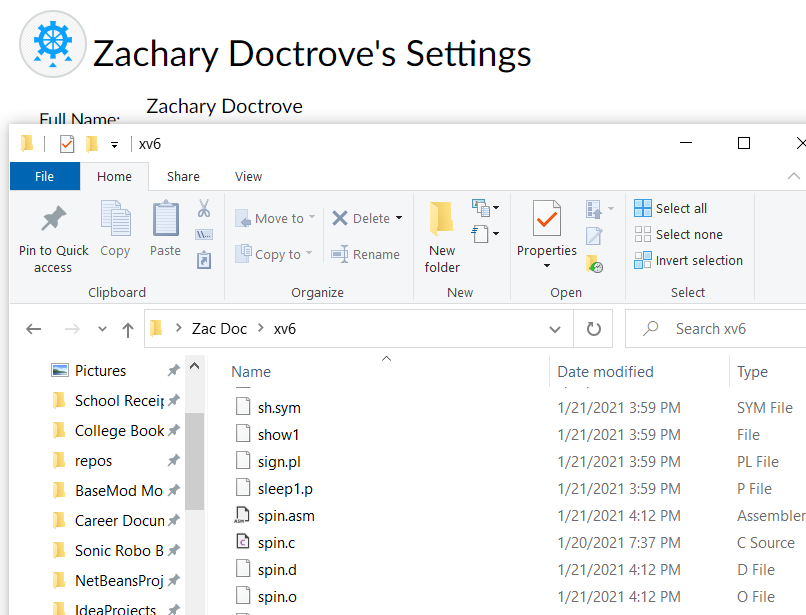 Zachary Doctrove's Settings
Full Name: Zachary Doctrove
xv6
File Home Share View
Pin to Quick access
Copy
Paste
Move to
Copy to
Delete
Rename
New folder
Properties
Select all
Select none
Invert selection
Clipboard Organize New Open Select
Zac Doc > xv6
Search xv6
Name Date modified Type
Pictures
School Receip
College Book
repos
BaseMod Mo
Career Docun
Sonic Robo B
NetBeansProj
IdeaProjects
sh.sym 1/21/2021 3:59 PM SYM File
show1 1/21/2021 3:59 PM File
sign.pl 1/21/2021 3:59 PM PL File
sleep1.p 1/21/2021 3:59 PM P File
spin.asm 1/21/2021 4:12 PM Assembler
spin.c 1/20/2021 7:37 PM C Source
spin.d 1/21/2021 4:12 PM D File
spin.o 1/21/2021 4:12 PM O File